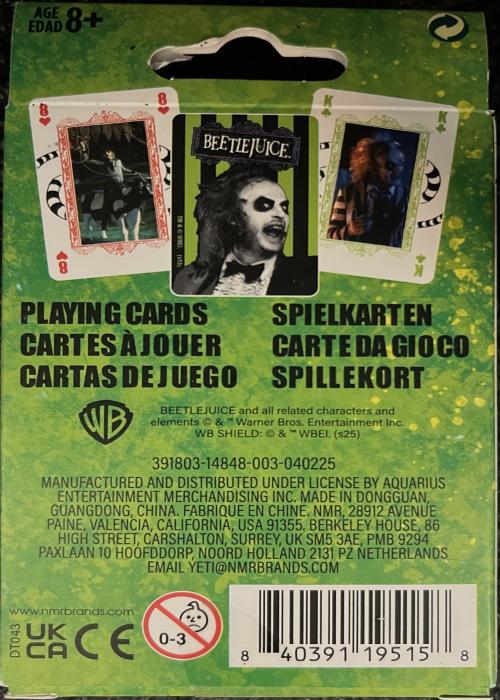 AGE
EDAD 8+
8
8
8
K
K
K
BEETLEJUICE™
PLAYING CARDS
SPIELKARTEN
CARTES À JOUER
CARTE DA GIOCO
CARTAS DE JUEGO
SPILLEKORT
WB
BEETLEJUICE and all related characters and
elements © & ™ Warner Bros. Entertainment Inc.
WB SHIELD: © & ™ WBEI. (s25)
391803-14848-003-040225
MANUFACTURED AND DISTRIBUTED UNDER LICENSE BY AQUARIUS
ENTERTAINMENT MERCHANDISING INC. MADE IN DONGGUAN,
GUANGDONG, CHINA. FABRIQUE EN CHINE. NMR, 28912 AVENUE
PAINE, VALENCIA, CALIFORNIA, USA 91355. BERKELEY HOUSE, 86
HIGH STREET, CARSHALTON, SURREY, UK SM5 3AE, PMB 9294
PAXLAAN 10 HOOFDDORP, NOORD HOLLAND 2131 PZ NETHERLANDS
EMAIL YETI@NMRBRANDS.COM
www.nmrbrands.com
DT043
UK
CA CE
0-3
8 40391 19515 8